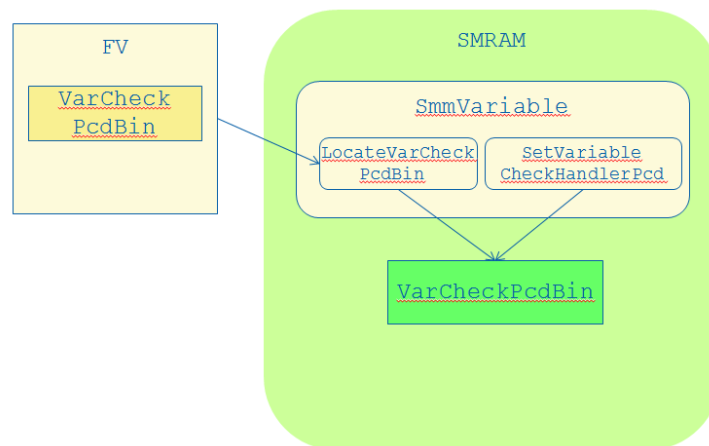 FV
VarCheck
PcdBin
SMRAM
SmmVariable
LocateVarCheck
PcdBin
SetVariable
CheckHandlerPcd
VarCheckPcdBin